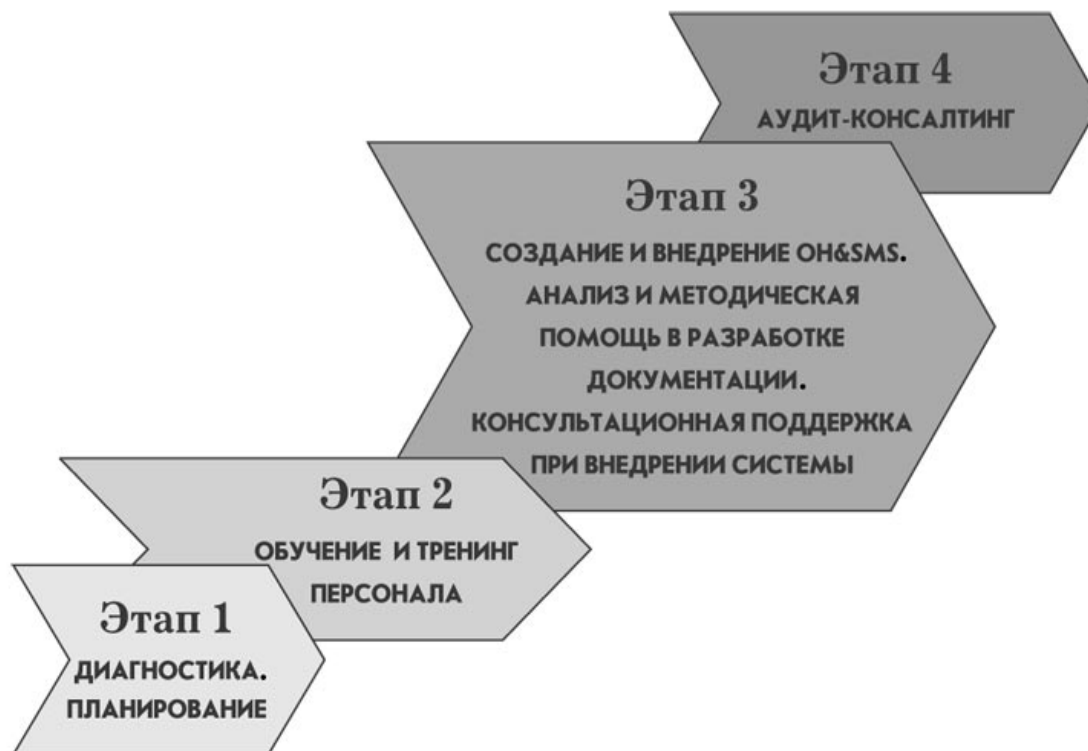 Этап 4
АУДИТ-КОНСАЛТИНГ
Этап 3
СОЗДАНИЕ И ВНЕДРЕНИЕ OH&SMS.
АНАЛИЗ И МЕТОДИЧЕСКАЯ
ПОМОЩЬ В РАЗРАБОТКЕ
ДОКУМЕНТАЦИИ.
КОНСУЛЬТАЦИОННАЯ ПОДДЕРЖКА
ПРИ ВНЕДРЕНИИ СИСТЕМЫ
Этап 2
ОБУЧЕНИЕ И ТРЕНИНГ
ПЕРСОНАЛА
Этап 1
ДИАГНОСТИКА.
ПЛАНИРОВАНИЕ